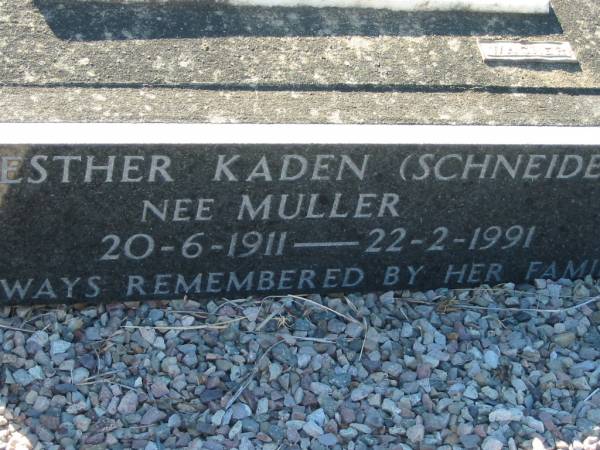 ESTHER KADEN (SCHNEIDE
NEE MULLER
20-6-1911 — 22-2-1991
WAYS REMEMBERED BY HER FAMI